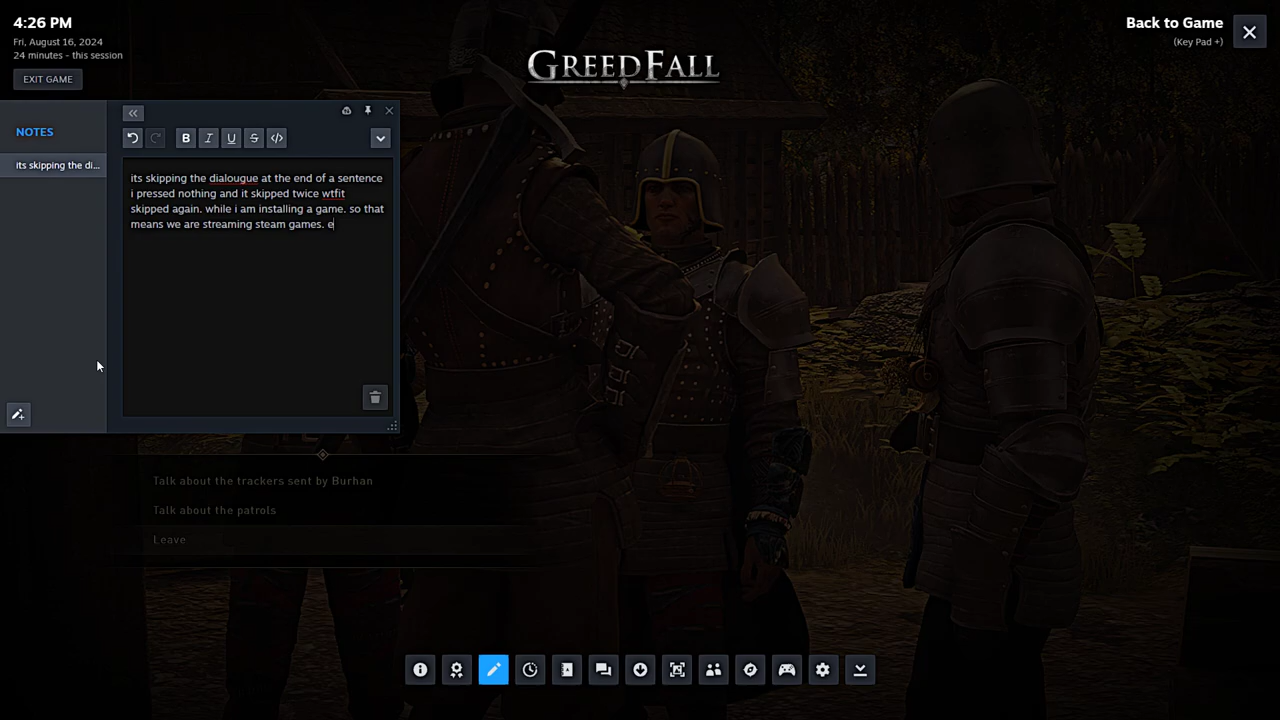 4:26 PM
Fri, August 16, 2024
24 minutes - this session
EXIT GAME
GREEDFALL
Back to Game
(Key Pad +)
NOTES
its skipping the di...
B I U S </>
its skipping the dialougue at the end of a sentence
i pressed nothing and it skipped twice wtfit
skipped again. while i am installing a game. so that
means we are streaming steam games. e
Talk about the trackers sent by Burhan
Talk about the patrols
Leave